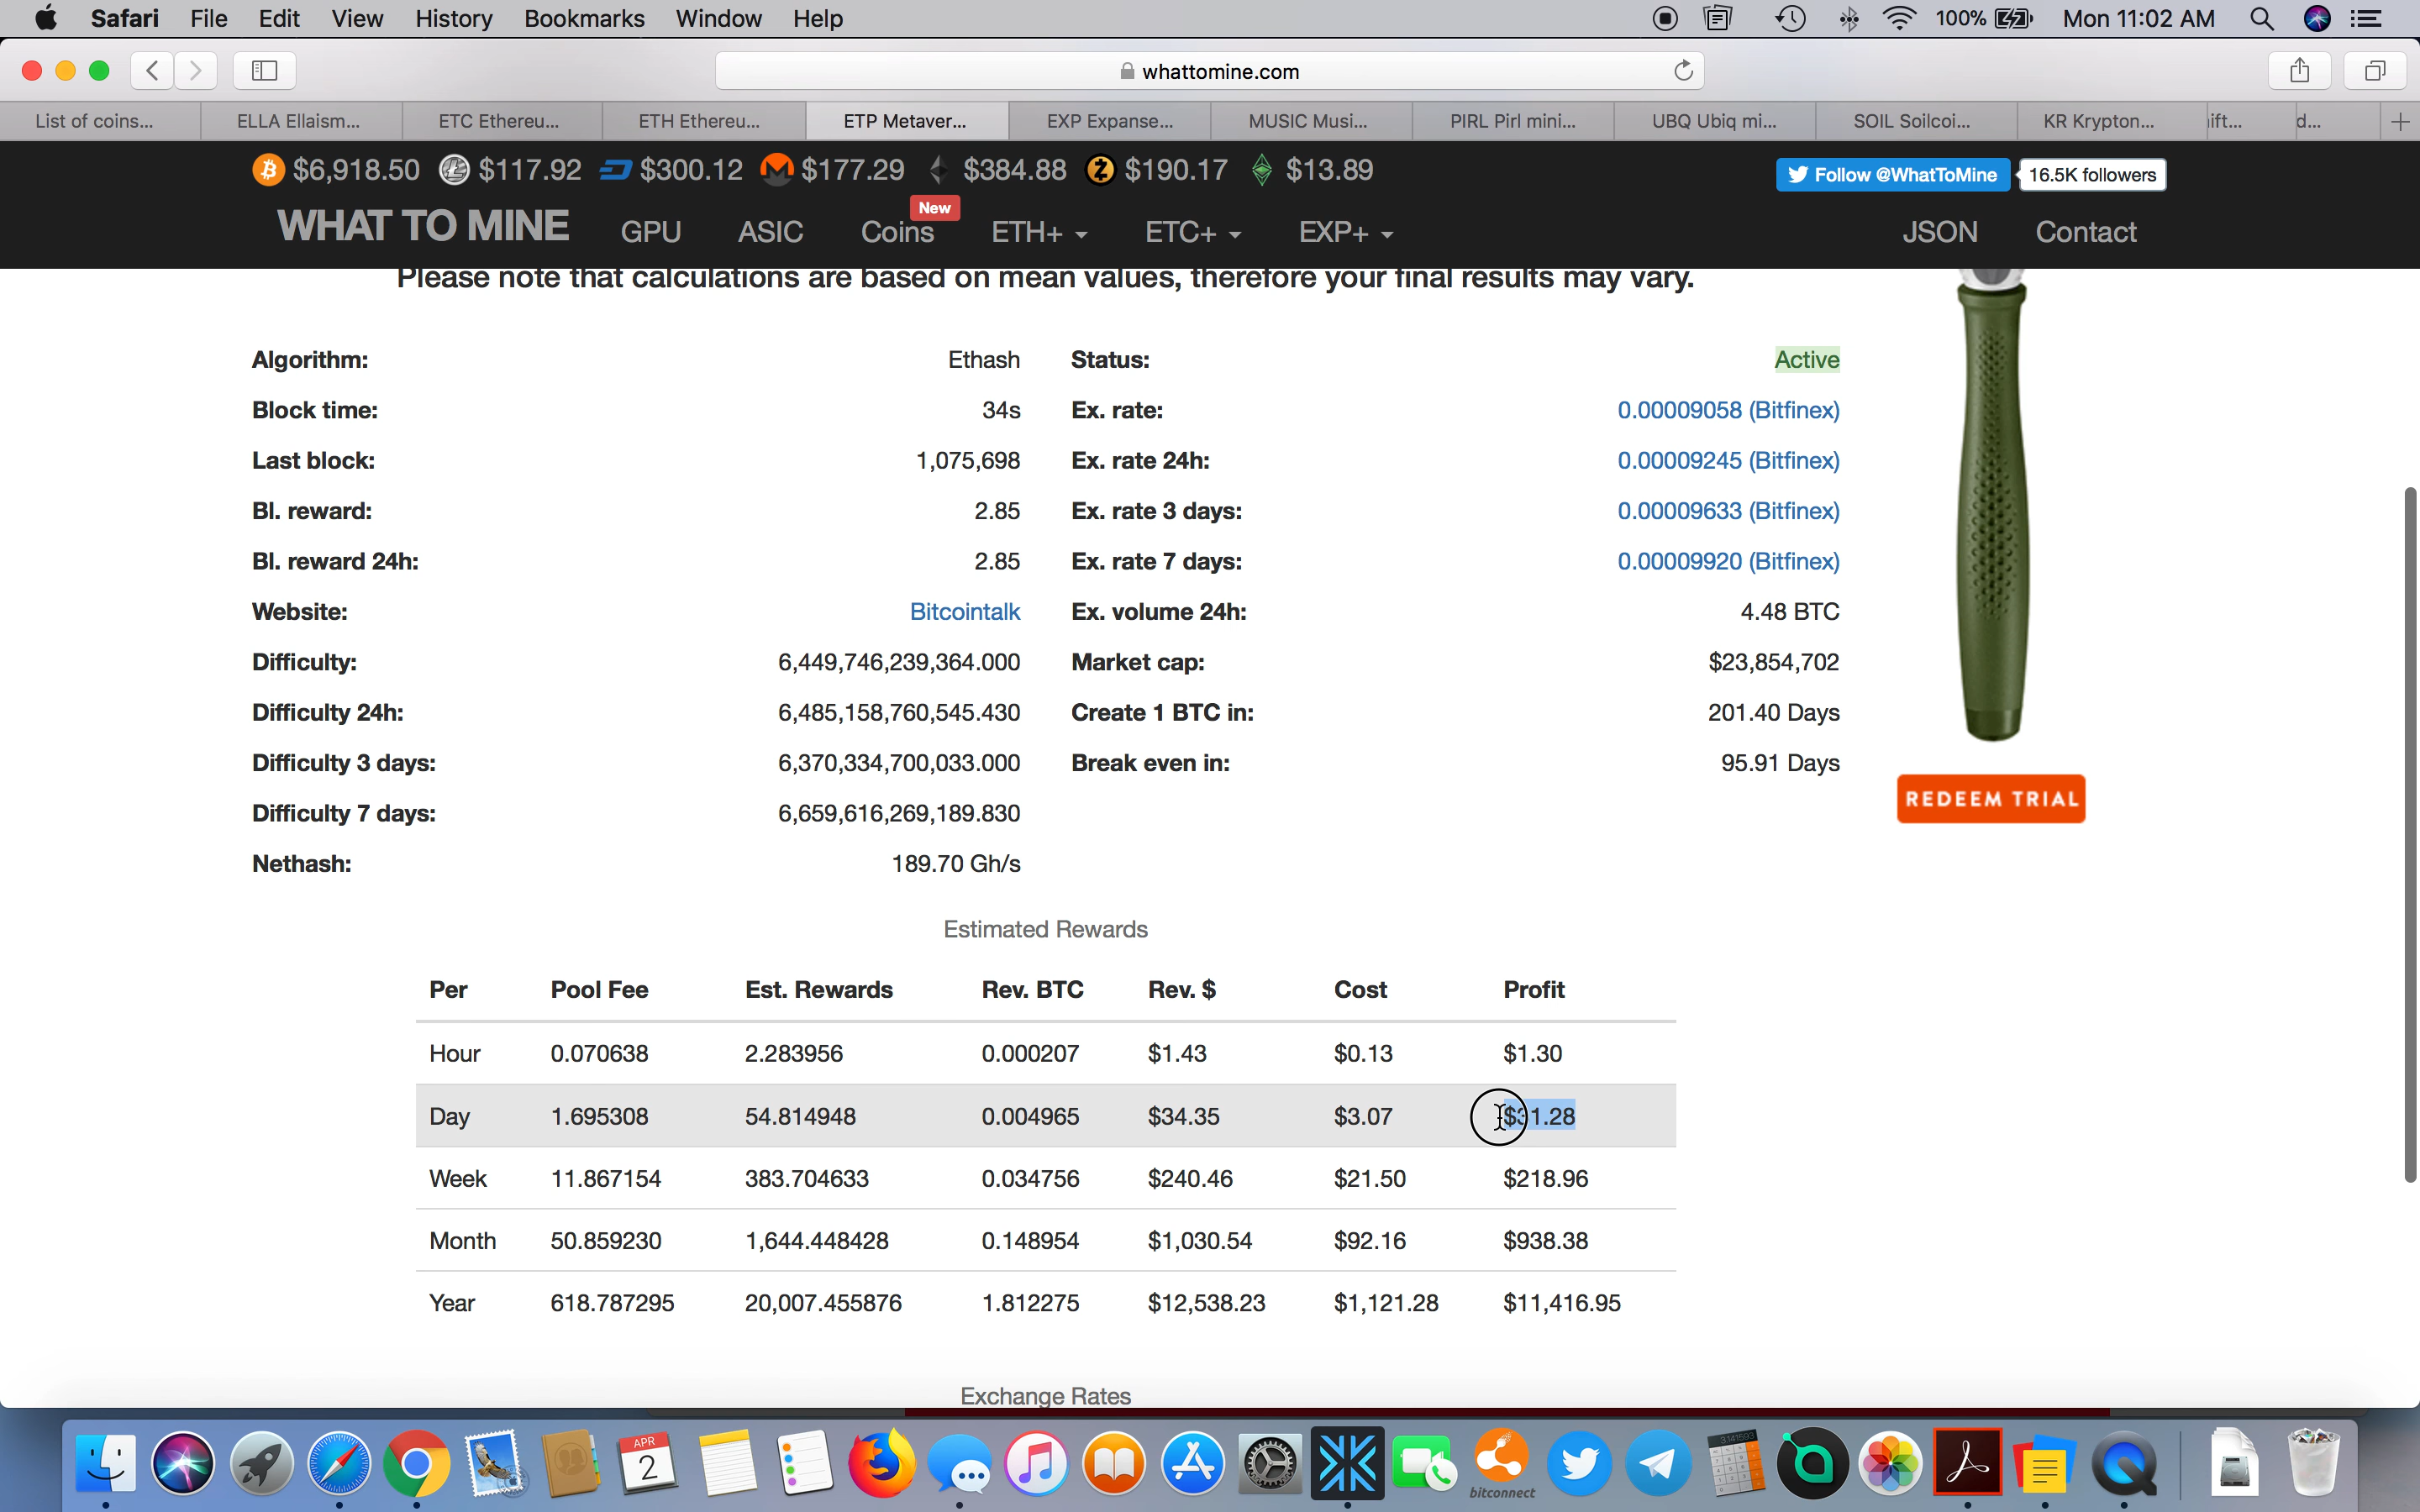 Safari File Edit View History Bookmarks Window Help 100% Mon 11:02 AM
whattomine.com
List of coins... ELLA Ellaism... ETC Ethereu... ETH Ethereu... ETP Metaver... EXP Expanse... MUSIC Musi... PIRL Pirl mini... UBQ Ubiq mi... SOIL Soilcoi... KR Krypton... ift... d...
$6,918.50 $117.92 $300.12 $177.29 $384.88 $190.17 $13.89 Follow @WhatToMine 16.5K followers
New
WHAT TO MINE GPU ASIC Coins ETH+ ETC+ EXP+ JSON Contact
Please note that calculations are based on mean values, therefore your final results may vary.
Algorithm: Ethash Status: Active
Block time: 34s Ex. rate: 0.00009058 (Bitfinex)
Last block: 1,075,698 Ex. rate 24h: 0.00009245 (Bitfinex)
Bl. reward: 2.85 Ex. rate 3 days: 0.00009633 (Bitfinex)
Bl. reward 24h: 2.85 Ex. rate 7 days: 0.00009920 (Bitfinex)
Website: Bitcointalk Ex. volume 24h: 4.48 BTC
Difficulty: 6,449,746,239,364.000 Market cap: $23,854,702
Difficulty 24h: 6,485,158,760,545.430 Create 1 BTC in: 201.40 Days
Difficulty 3 days: 6,370,334,700,033.000 Break even in: 95.91 Days
REDEEM TRIAL
Difficulty 7 days: 6,659,616,269,189.830
Nethash: 189.70 Gh/s
Estimated Rewards
Per Pool Fee Est. Rewards Rev. BTC Rev. $ Cost Profit
Hour 0.070638 2.283956 0.000207 $1.43 $0.13 $1.30
Day 1.695308 54.814948 0.004965 $34.35 $3.07 $31.28
Week 11.867154 383.704633 0.034756 $240.46 $21.50 $218.96
Month 50.859230 1,644.448428 0.148954 $1,030.54 $92.16 $938.38
Year 618.787295 20,007.455876 1.812275 $12,538.23 $1,121.28 $11,416.95
Exchange Rates
APR
2
3.141593
bitconnect